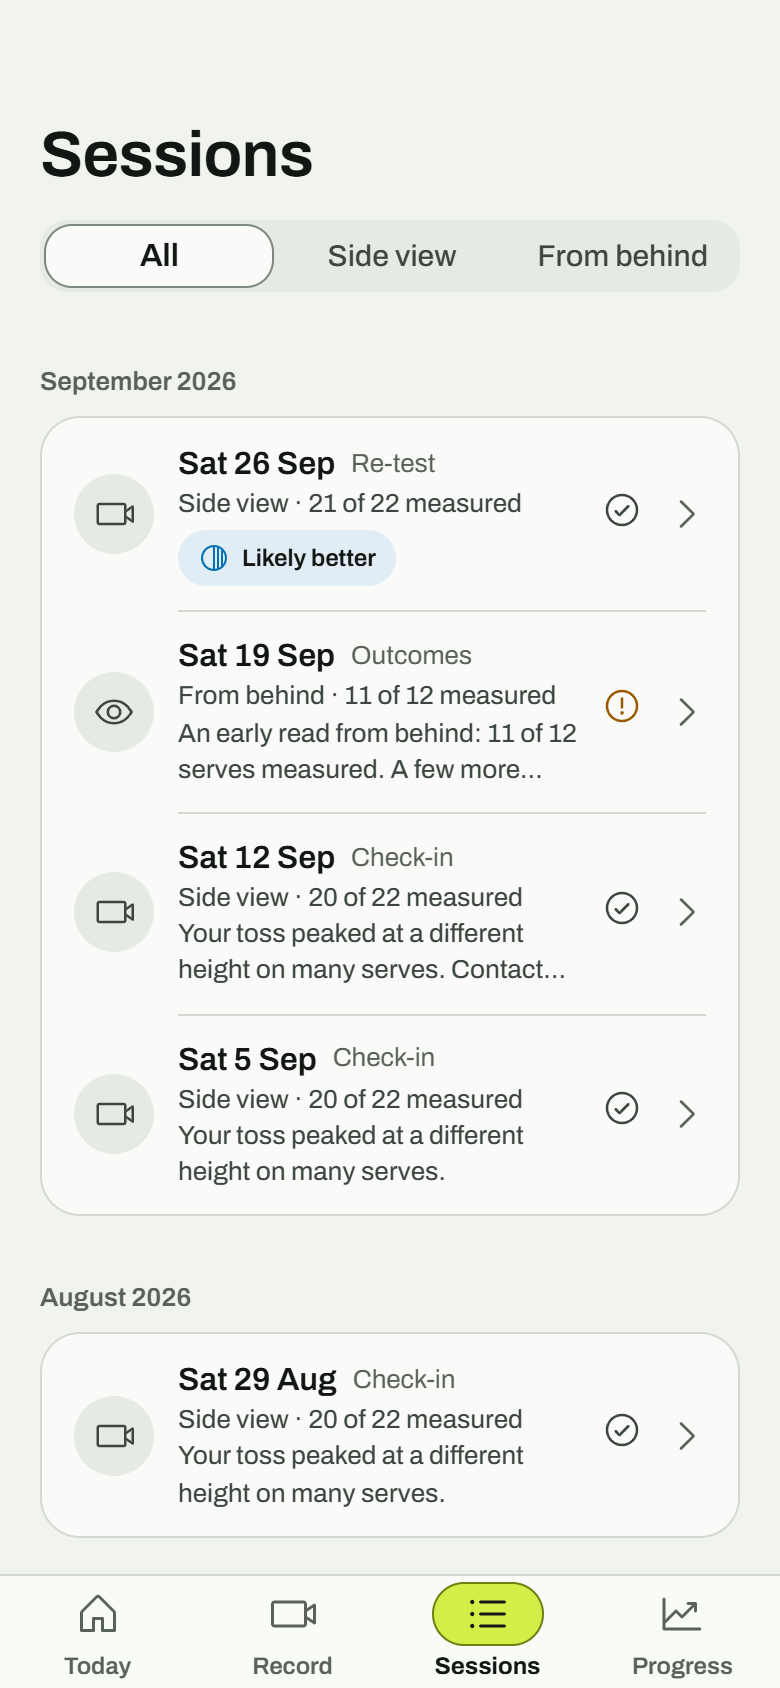 Sessions
All
Side view
From behind
September 2026
Sat 26 Sep Re-test
Side view · 21 of 22 measured
Likely better
Sat 19 Sep Outcomes
From behind · 11 of 12 measured
An early read from behind: 11 of 12
serves measured. A few more...
Sat 12 Sep Check-in
Side view · 20 of 22 measured
Your toss peaked at a different
height on many serves. Contact...
Sat 5 Sep Check-in
Side view · 20 of 22 measured
Your toss peaked at a different
height on many serves.
August 2026
Sat 29 Aug Check-in
Side view · 20 of 22 measured
Your toss peaked at a different
height on many serves.
Today
Record
Sessions
Progress